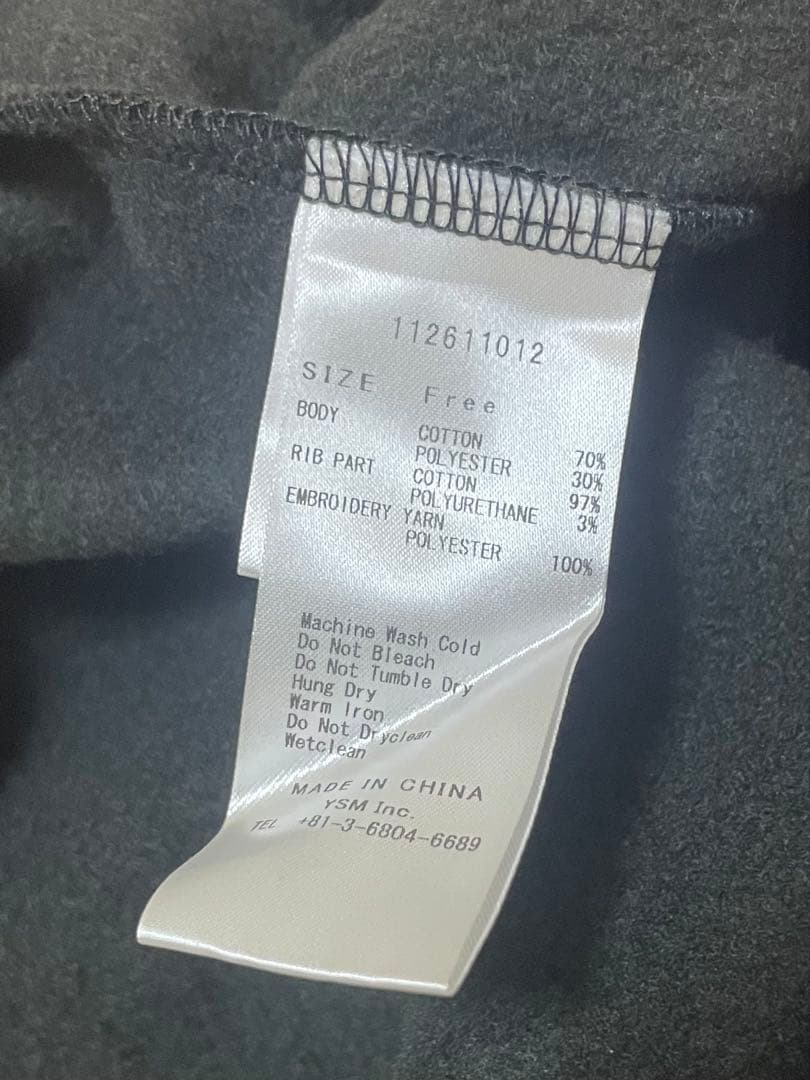 112611012
SIZE Free
BODY
COTTON 70%
POLYESTER 30%
RIB PART
COTTON 97%
POLYURETHANE 3%
EMBROIDERY YARN
POLYESTER 100%
Machine Wash Cold
Do Not Bleach
Do Not Tumble Dry
Hung Dry
Warm Iron
Do Not Dryclean
Wetclean
MADE IN CHINA
YSM Inc.
TEL +81-3-6804-6689